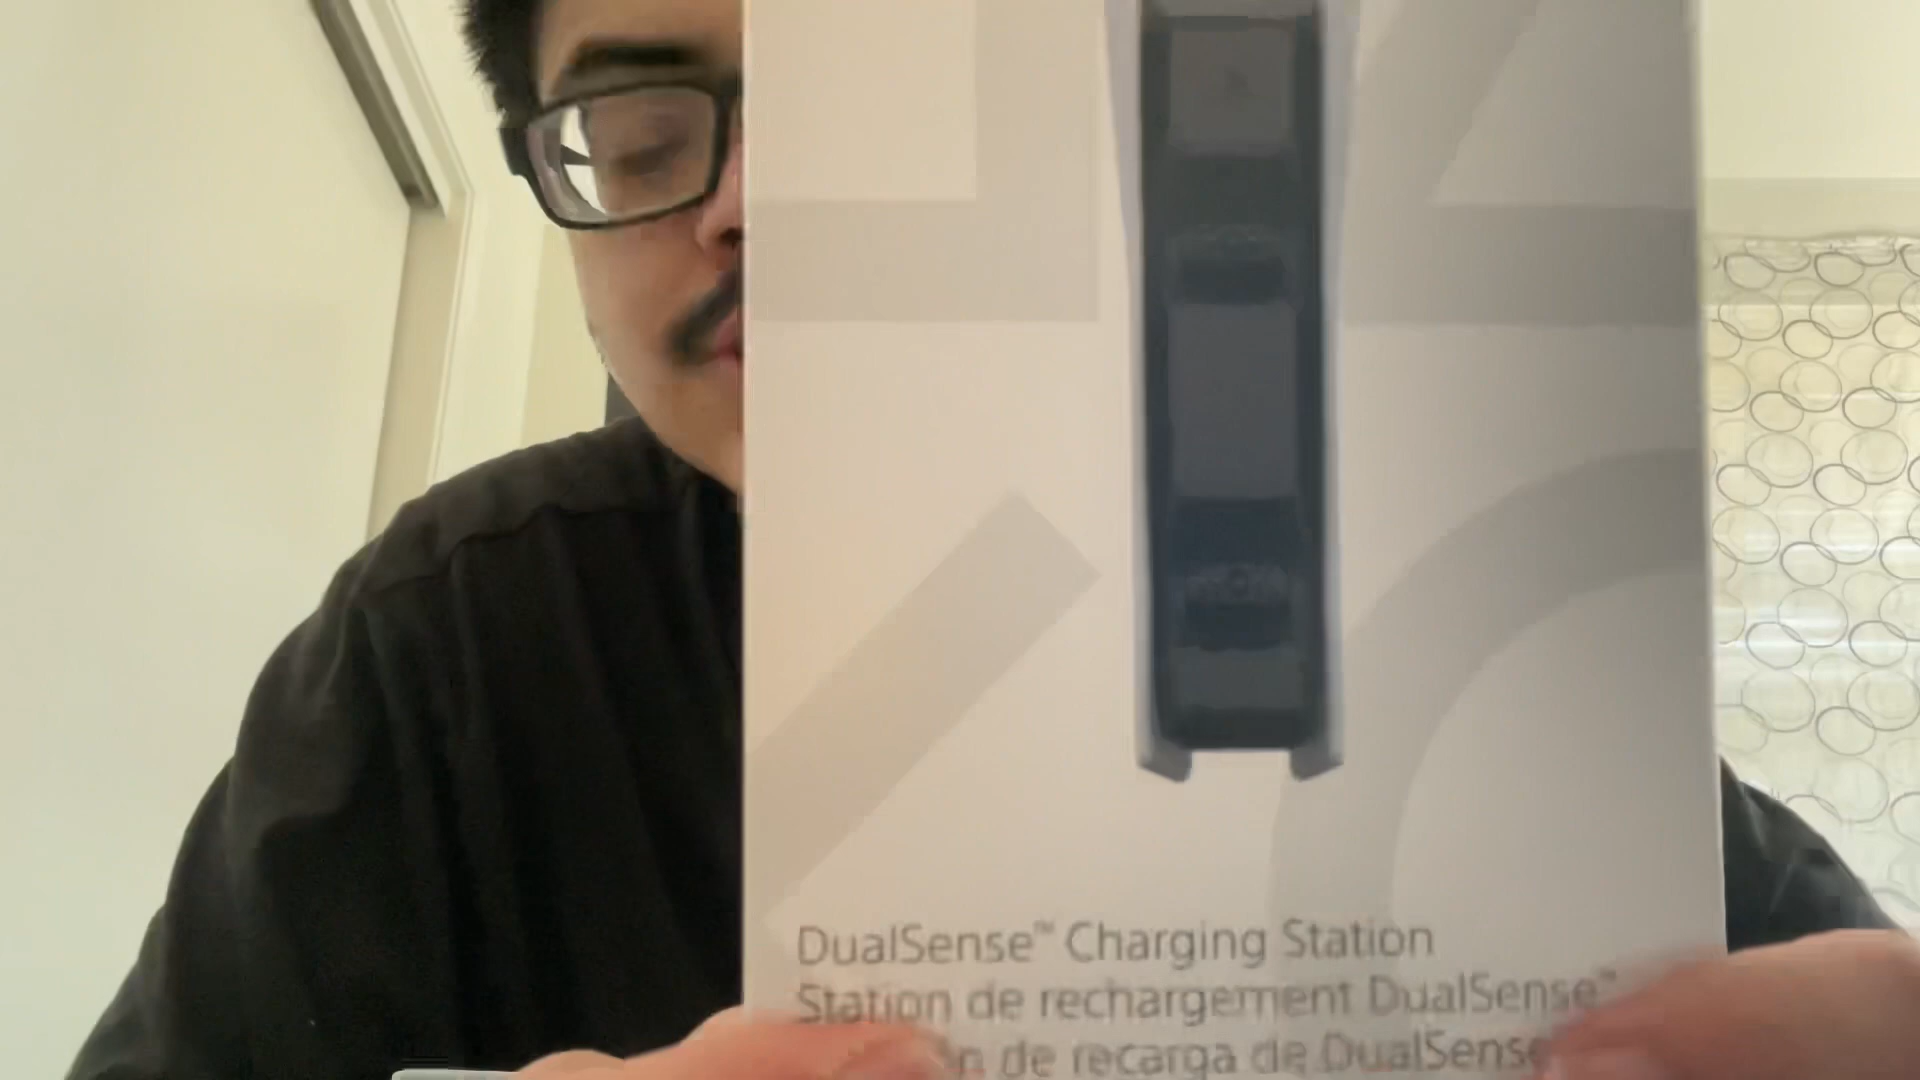 DualSense™ Charging Station
Station de rechargement DualSense™
de recarga de DualSense